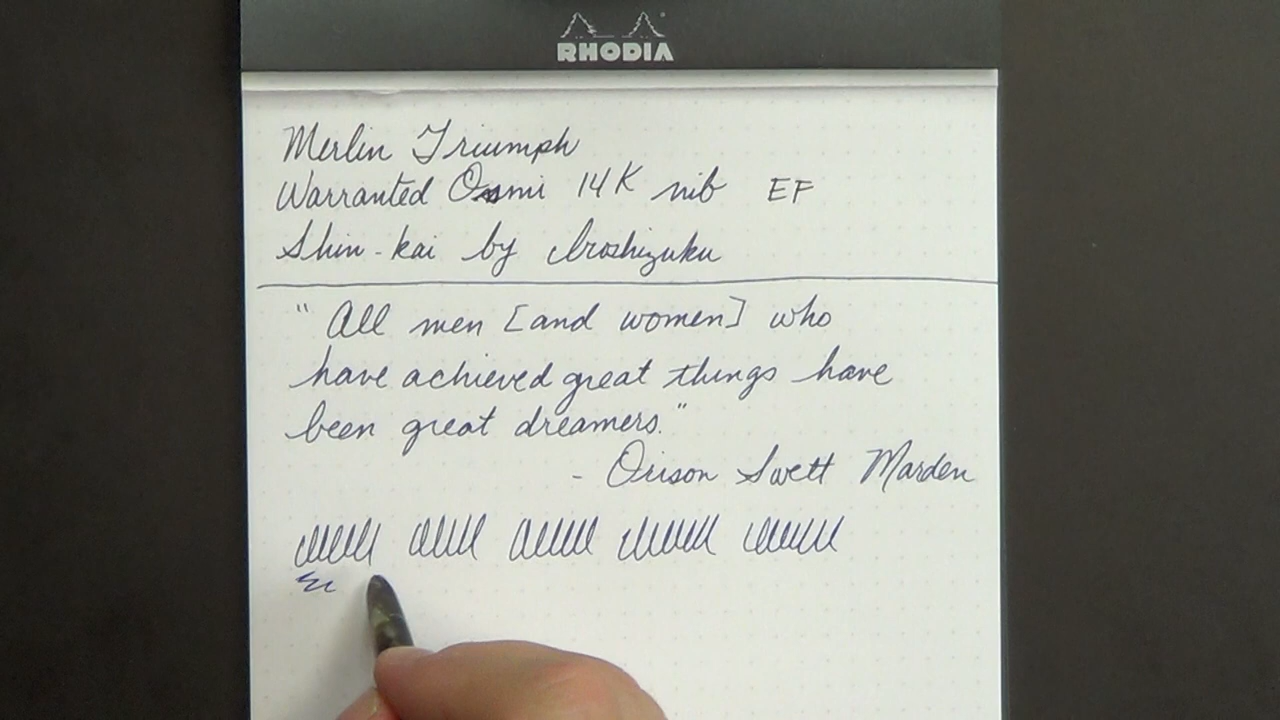 RHODIA
Merlin Triumph
Warranted Osmi 14K nib EF
Shin-kai by Iroshizuku
"All men [and women] who
have achieved great things have
been great dreamers."
- Orison Swett Marden